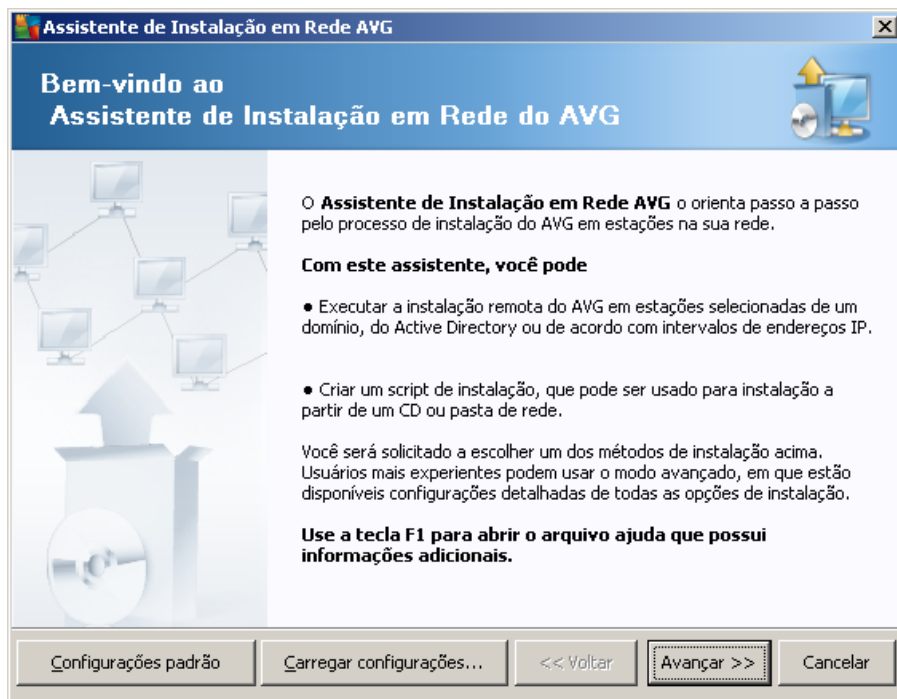 Assistente de Instalação em Rede AVG
Bem-vindo ao
Assistente de Instalação em Rede do AVG
O Assistente de Instalação em Rede AVG o orienta passo a passo
pelo processo de instalação do AVG em estações na sua rede.
Com este assistente, você pode
● Executar a instalação remota do AVG em estações selecionadas de um
domínio, do Active Directory ou de acordo com intervalos de endereços IP.
● Criar um script de instalação, que pode ser usado para instalação a
partir de um CD ou pasta de rede.
Você será solicitado a escolher um dos métodos de instalação acima.
Usuários mais experientes podem usar o modo avançado, em que estão
disponíveis configurações detalhadas de todas as opções de instalação.
Use a tecla F1 para abrir o arquivo ajuda que possui
informações adicionais.
Configurações padrão
Carregar configurações...
<< Voltar
Avançar >>
Cancelar